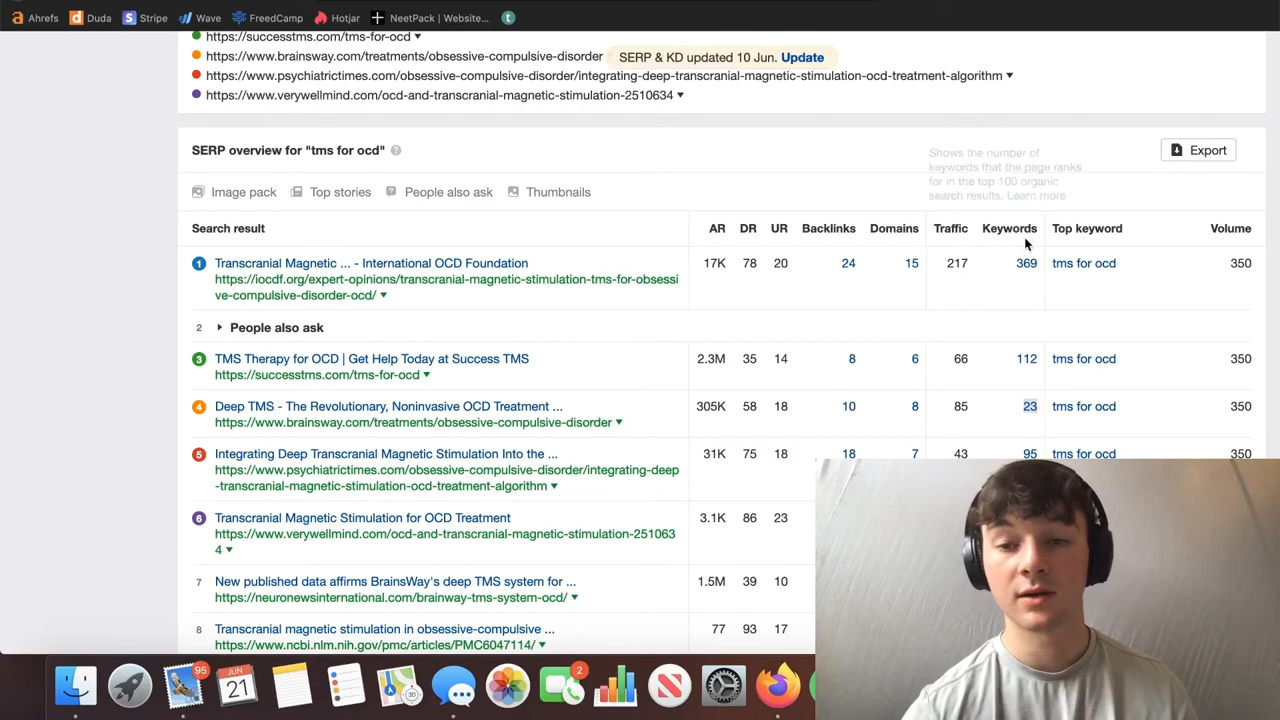 Ahrefs Duda Stripe Wave FreedCamp Hotjar NeetPack | Website...
https://successtms.com/tms-for-ocd
https://www.brainsway.com/treatments/obsessive-compulsive-disorder SERP & KD updated 10 Jun. Update
https://www.psychiatrictimes.com/obsessive-compulsive-disorder/integrating-deep-transcranial-magnetic-stimulation-ocd-treatment-algorithm
https://www.verywellmind.com/ocd-and-transcranial-magnetic-stimulation-2510634
SERP overview for "tms for ocd" Export
Shows the number of
keywords that the page ranks
for in the top 100 organic
search results. Learn more
Image pack Top stories People also ask Thumbnails
Search result AR DR UR Backlinks Domains Traffic Keywords Top keyword Volume
1 Transcranial Magnetic ... - International OCD Foundation 17K 78 20 24 15 217 369 tms for ocd 350
https://iocdf.org/expert-opinions/transcranial-magnetic-stimulation-tms-for-obsessi
ve-compulsive-disorder-ocd/
2 People also ask
3 TMS Therapy for OCD | Get Help Today at Success TMS 2.3M 35 14 8 6 66 112 tms for ocd 350
https://successtms.com/tms-for-ocd
4 Deep TMS - The Revolutionary, Noninvasive OCD Treatment ... 305K 58 18 10 8 85 23 tms for ocd 350
https://www.brainsway.com/treatments/obsessive-compulsive-disorder
5 Integrating Deep Transcranial Magnetic Stimulation Into the ... 31K 75 18 18 7 43 95 tms for ocd 350
https://www.psychiatrictimes.com/obsessive-compulsive-disorder/integrating-deep
-transcranial-magnetic-stimulation-ocd-treatment-algorithm
6 Transcranial Magnetic Stimulation for OCD Treatment 3.1K 86 23
https://www.verywellmind.com/ocd-and-transcranial-magnetic-stimulation-251063
4
7 New published data affirms BrainsWay's deep TMS system for ... 1.5M 39 10
https://neuronewsinternational.com/brainway-tms-system-ocd/
8 Transcranial magnetic stimulation in obsessive-compulsive ... 77 93 17
https://www.ncbi.nlm.nih.gov/pmc/articles/PMC6047114/
95
JUN
21
3D
2